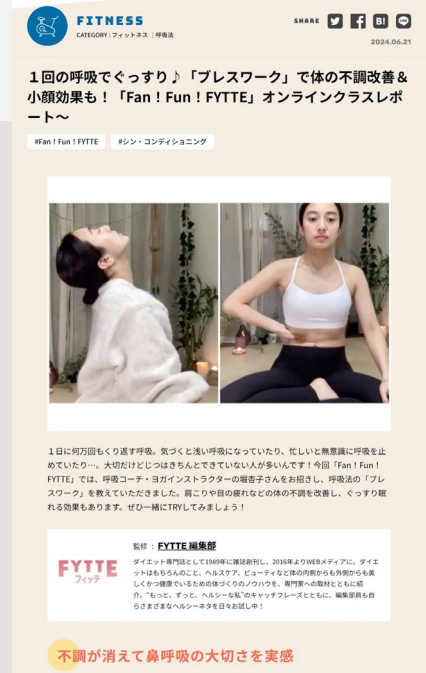 FITNESS
CATEGORY : フィットネス ｜呼吸法
SHARE
B!
LINE
2024.06.21
１回の呼吸でぐっすり♪「ブレスワーク」で体の不調改善＆
小顔効果も！「Fan！Fun！FYTTE」オンラインクラスレポ
ート〜
#Fan！Fun！FYTTE #シン・コンディショニング
１日に何万回もくり返す呼吸。気づくと浅い呼吸になっていたり、忙しいと無意識に呼吸を止
めていたり…。大切だけどじつはきちんとできていない人が多いんです！今回「Fan！Fun！
FYTTE」では、呼吸コーチ・ヨガインストラクターの堀杏子さんをお招きし、呼吸法の「ブレ
スワーク」を教えていただきました。肩こりや目の疲れなどの体の不調を改善し、ぐっすり眠
れる効果もあります。ぜひ一緒にTRYしてみましょう！
監修 : FYTTE 編集部
FYTTE
フィッテ
ダイエット専門誌として1989年に雑誌創刊し、2016年よりWEBメディアに。ダイエ
ットはもちろんのこと、ヘルスケア、ビューティなど体の内側からも外側からも美
しくかつ健康でいるための体づくりのノウハウを、専門家への取材とともに紹
介。“もっと、ずっと、ヘルシーな私”のキャッチフレーズとともに、編集部員も自
らさまざまなヘルシーネタを日々お試し中！
不調が消えて鼻呼吸の大切さを実感